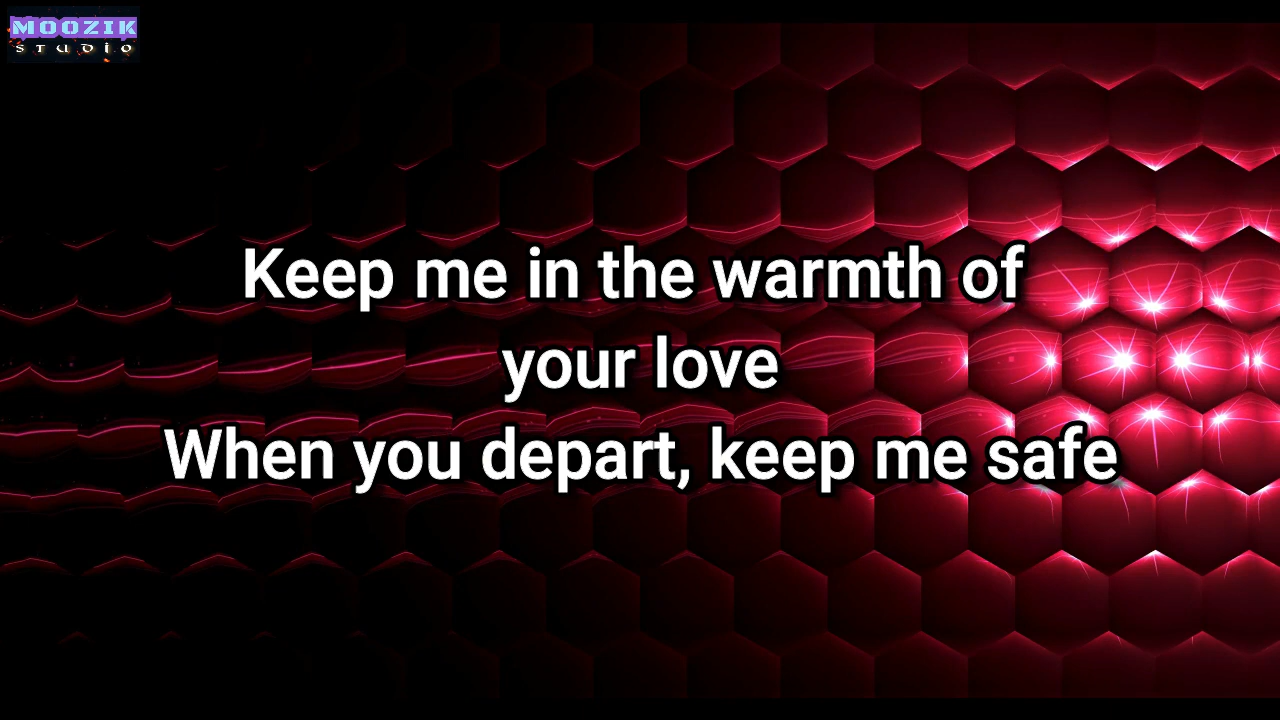 MOOZIK
STUDIO
Keep me in the warmth of
your love
When you depart, keep me safe